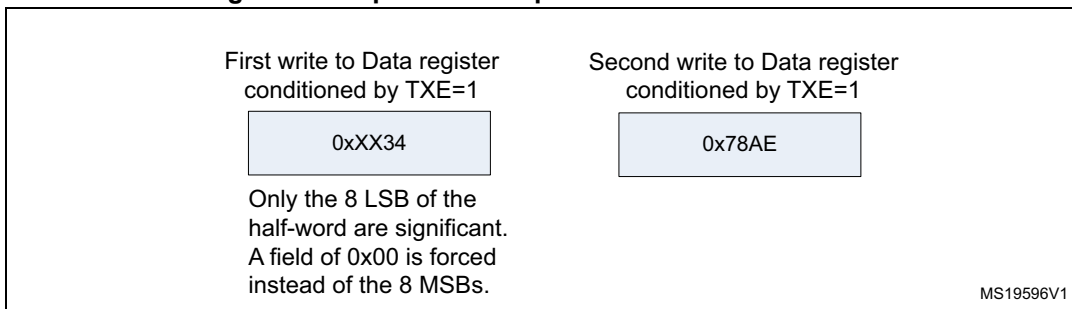 First write to Data register
conditioned by TXE=1
0xXX34
Only the 8 LSB of the
half-word are significant.
A field of 0x00 is forced
instead of the 8 MSBs.
Second write to Data register
conditioned by TXE=1
0x78AE
MS19596V1